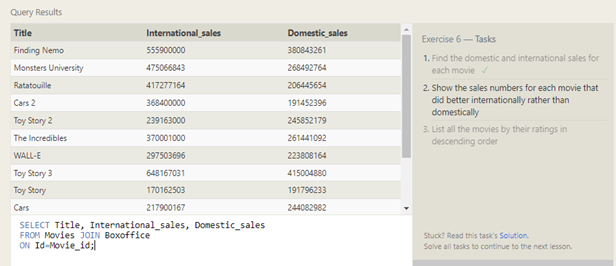 Query Results
Title International_sales Domestic_sales
Finding Nemo 555900000 380843261
Monsters University 475066843 268492764
Ratatouille 417277164 206445654
Cars 2 368400000 191452396
Toy Story 2 239163000 245852179
The Incredibles 370001000 261441092
WALL-E 297503696 223808164
Toy Story 3 648167031 415004880
Toy Story 170162503 191796233
Cars 217900167 244082982
SELECT Title, International_sales, Domestic_sales
FROM Movies JOIN Boxoffice
ON Id=Movie_id;
Exercise 6 — Tasks
1. Find the domestic and international sales for
each movie ✓
2. Show the sales numbers for each movie that
did better internationally rather than
domestically
3. List all the movies by their ratings in
descending order
Stuck? Read this task's Solution.
Solve all tasks to continue to the next lesson.